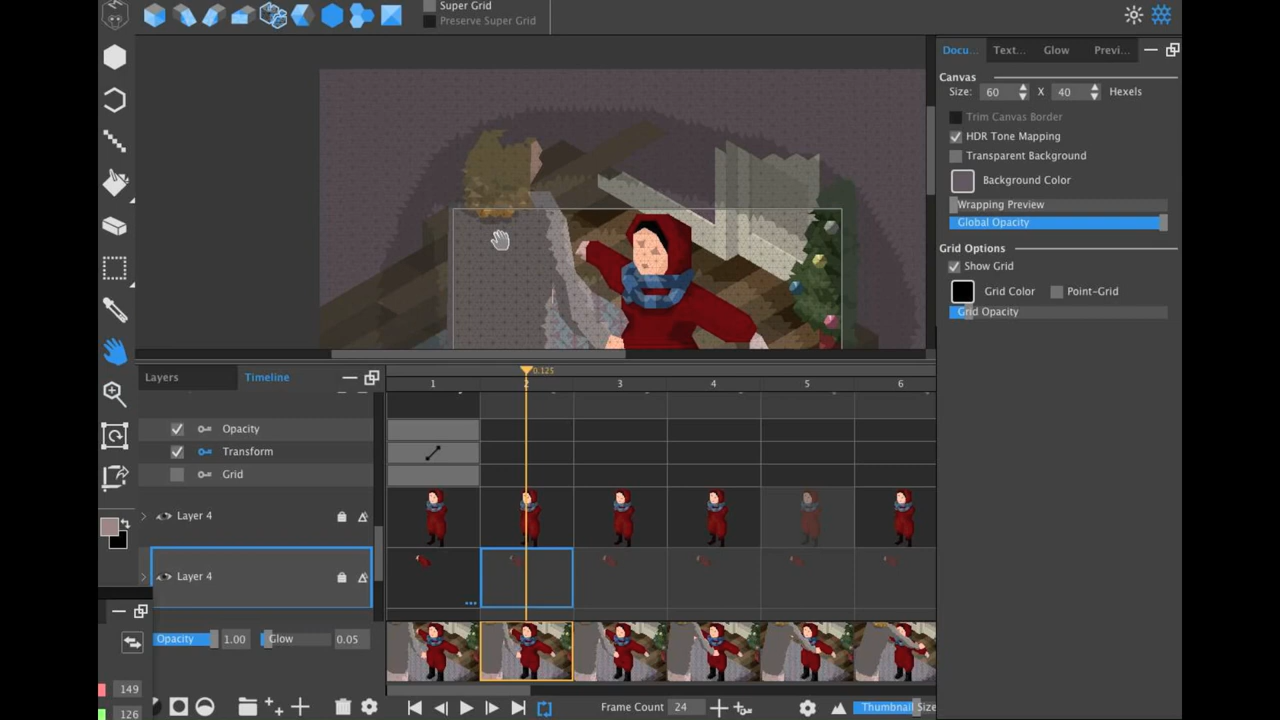 Super Grid
Preserve Super Grid
Docu...
Text...
Glow
Previ...
Canvas
Size:
60
X
40
Hexels
Trim Canvas Border
HDR Tone Mapping
Transparent Background
Background Color
Wrapping Preview
Global Opacity
Grid Options
Show Grid
Grid Color
Point-Grid
Grid Opacity
Layers
Timeline
0.125
1
2
3
4
5
6
Opacity
Transform
Grid
Layer 4
Layer 4
Opacity
1.00
Glow
0.05
149
126
Frame Count
24
Thumbnail Size